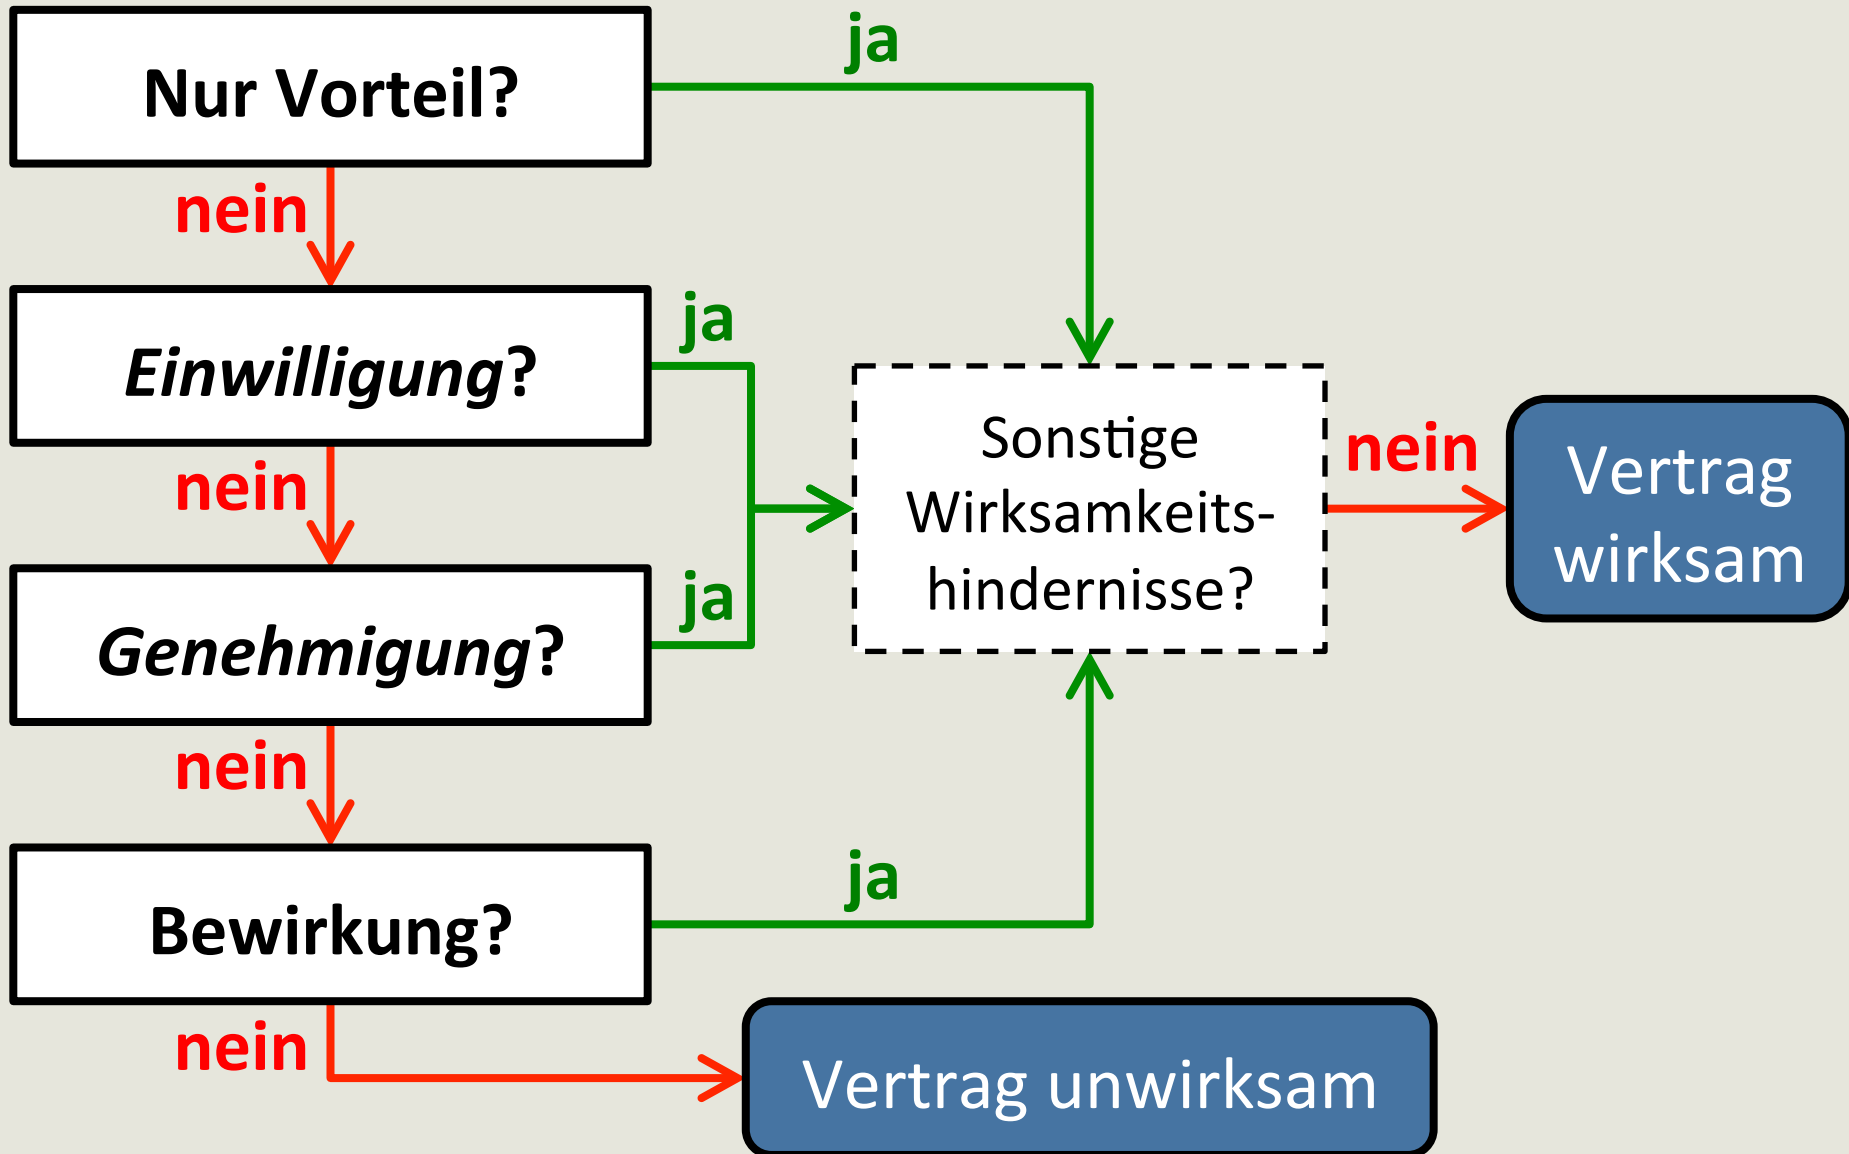 Nur Vorteil?
ja
nein
Einwilligung?
ja
nein
Genehmigung?
ja
nein
Bewirkung?
ja
nein
Sonstige
Wirksamkeits-
hindernisse?
nein
Vertrag
wirksam
Vertrag unwirksam